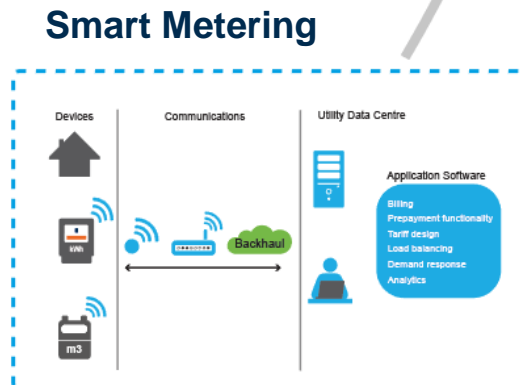 Smart Metering
Devices
Communications
Utility Data Centre
Application Software
Billing
Prepayment functionality
Tariff design
Load balancing
Demand response
Analytics
kWh
Backhaul
m3